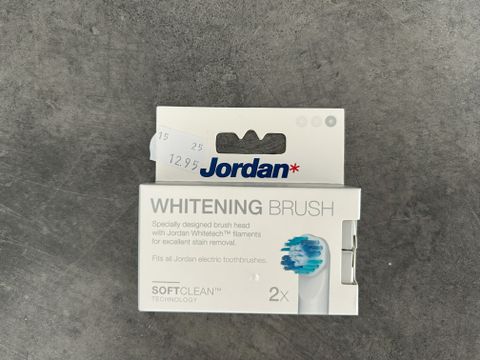 15 25
12.95
Jordan*
WHITENING BRUSH
Specially designed brush head
with Jordan Whitetech™ filaments
for excellent stain removal.
Fits all Jordan electric toothbrushes.
SOFTCLEAN™
TECHNOLOGY
2X